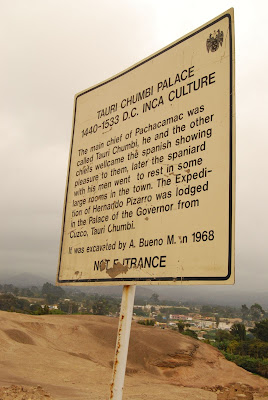 TAURI CHUMBI PALACE
1440-1533 D.C. INCA CULTURE
The main chief of Pachacamac was
called Tauri Chumbi, he and the other
chiefs wellcame the spanish showing
pleasure to them, later the spaniard
with his men went to rest in some
large rooms in the town. The Expedi-
tion of Hernando Pizarro was lodged
in the Palace of the Governor from
Cuzco, Tauri Chumbi.
It was excavated by A. Bueno M. in 1968
NOT ENTRANCE